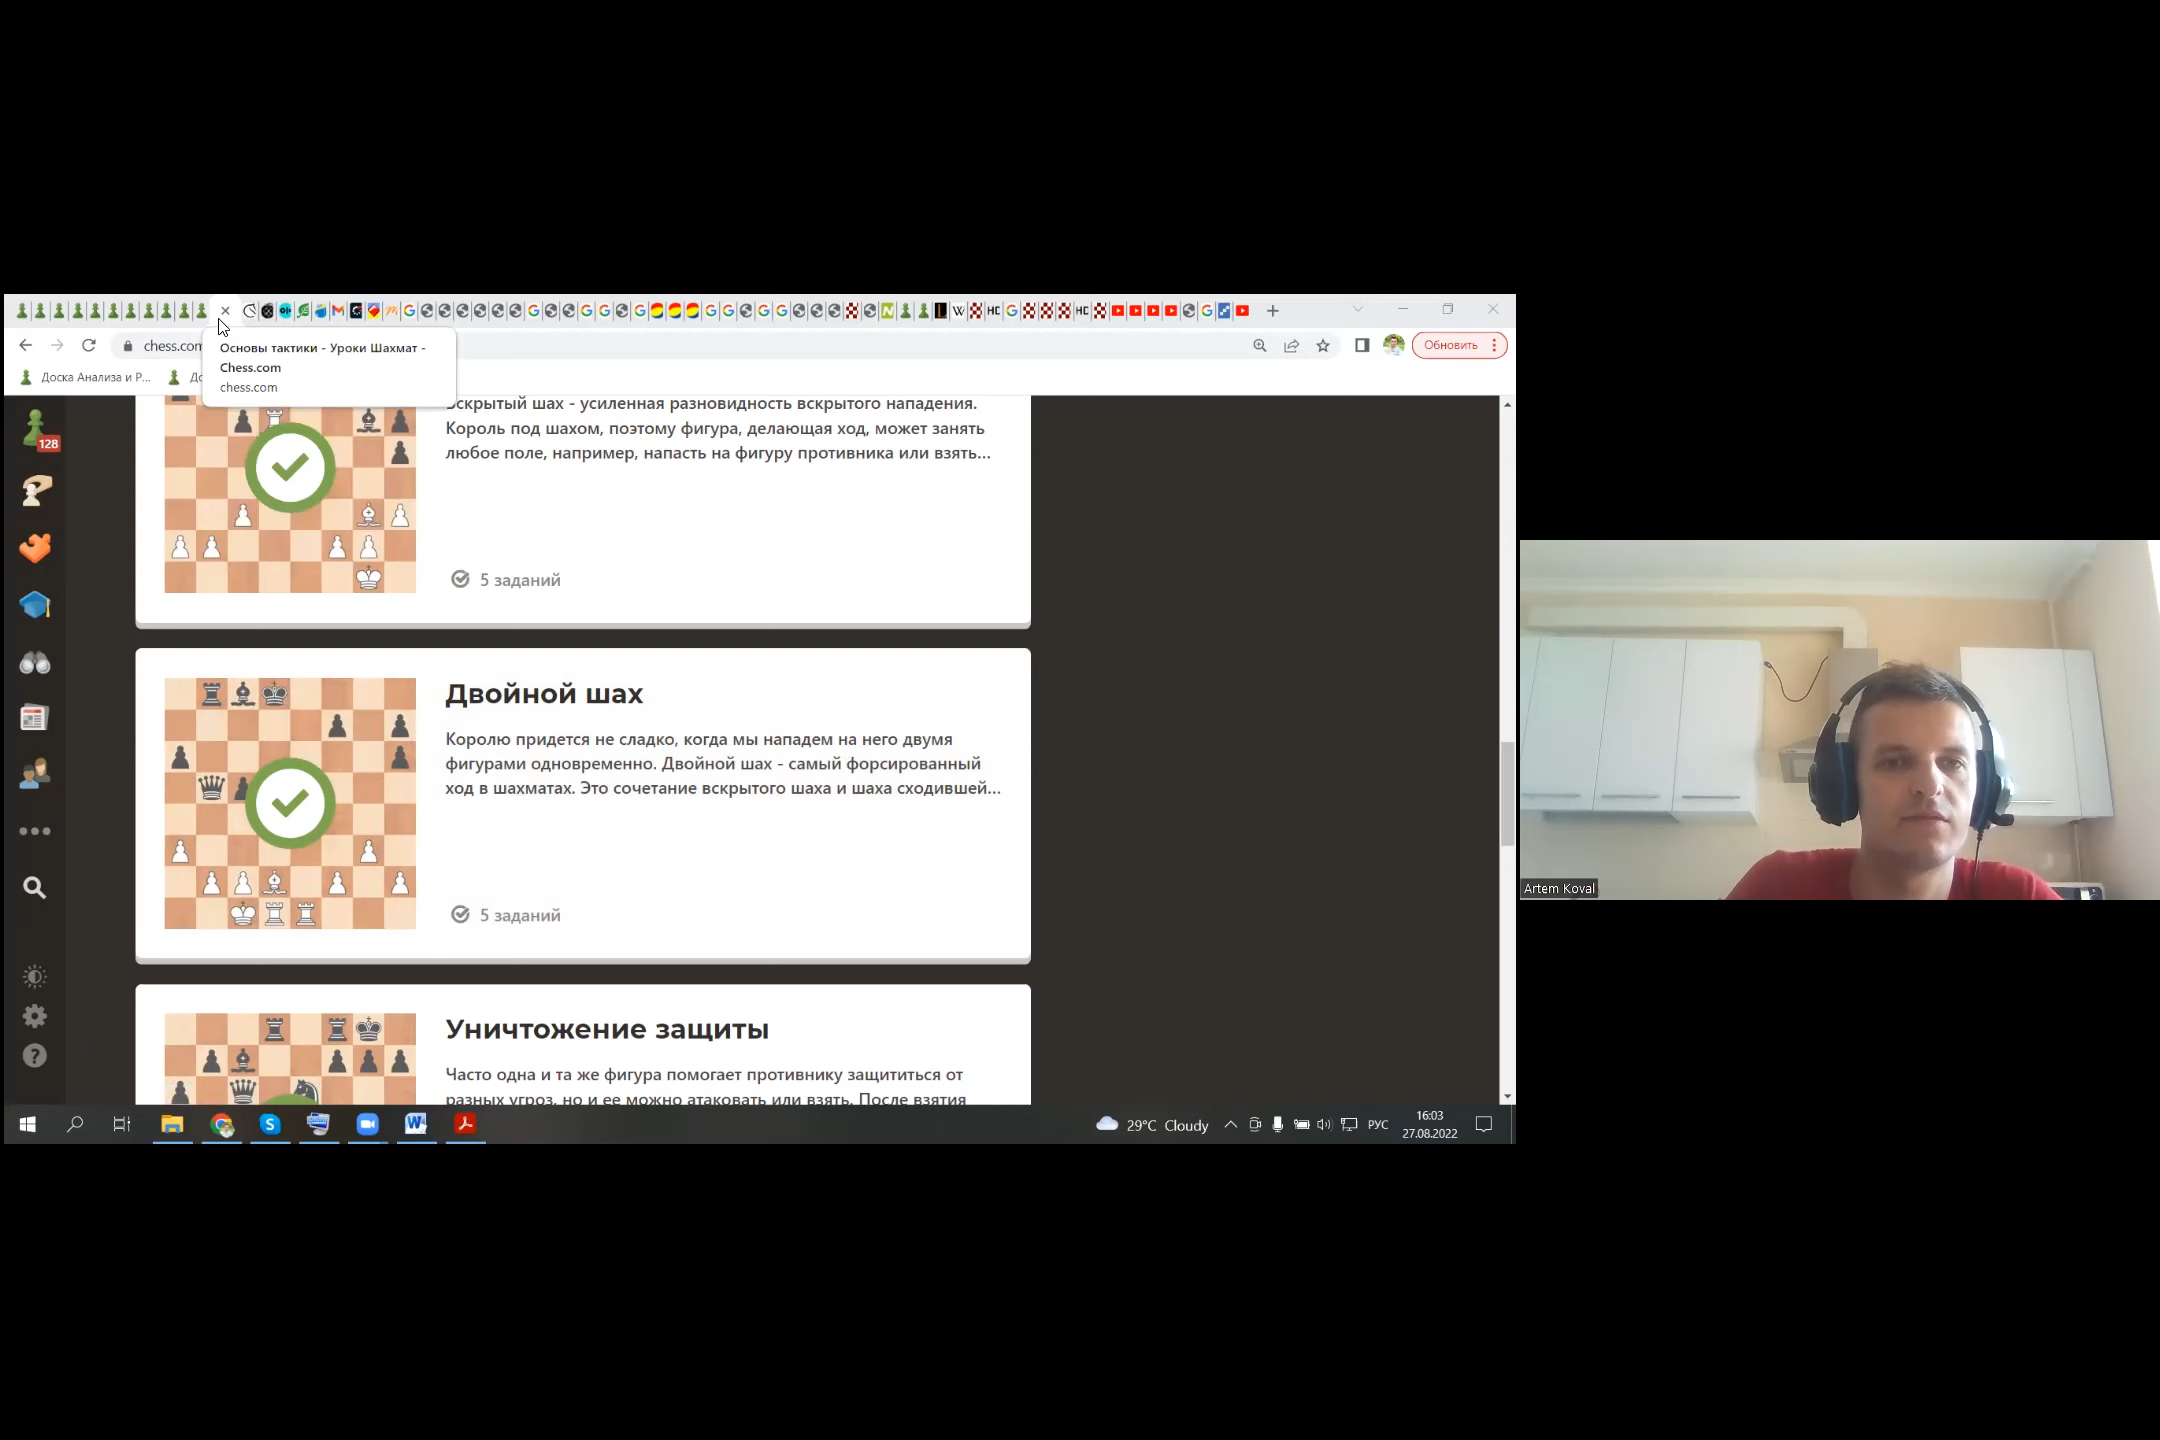 Обновить
chess.com
Основы тактики - Уроки Шахмат -
Chess.com
chess.com
Доска Анализа и Р...
128
вскрытый шах - усиленная разновидность вскрытого нападения.
Король под шахом, поэтому фигура, делающая ход, может занять
любое поле, например, напасть на фигуру противника или взять...
5 заданий
Двойной шах
Королю придется не сладко, когда мы нападем на него двумя
фигурами одновременно. Двойной шах - самый форсированный
ход в шахматах. Это сочетание вскрытого шаха и шаха сходившей...
5 заданий
Уничтожение защиты
Часто одна и та же фигура помогает противнику защититься от
разных угроз, но и ее можно атаковать или взять. После взятия
29°C Cloudy
РУС
16:03
27.08.2022
Artem Koval